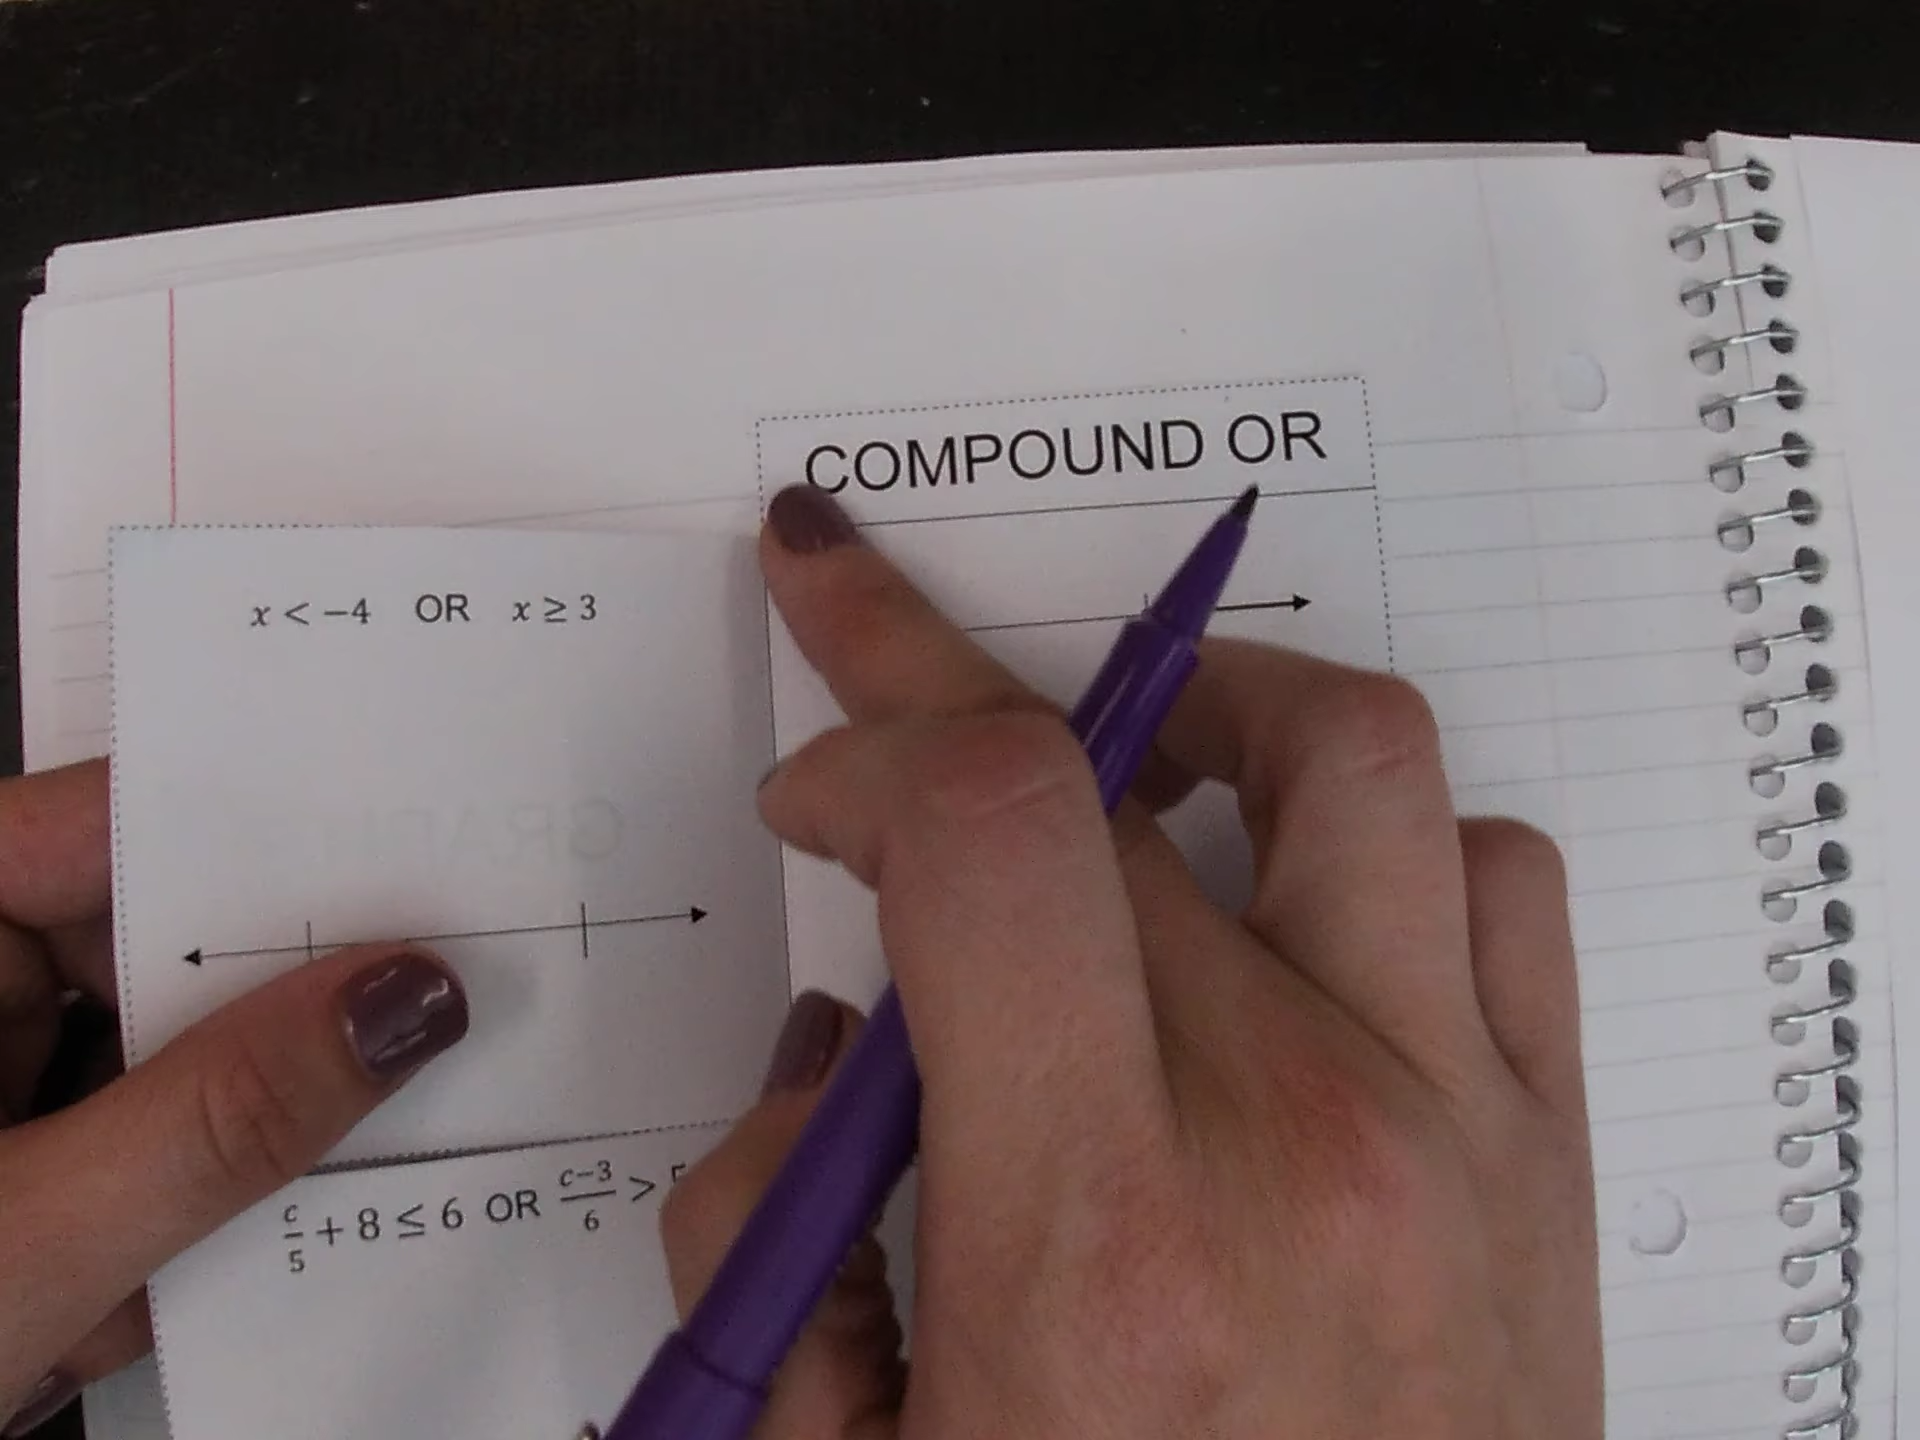 COMPOUND OR
x < −4 OR x ≥ 3
c/5 + 8 ≤ 6 OR (c−3)/6 >